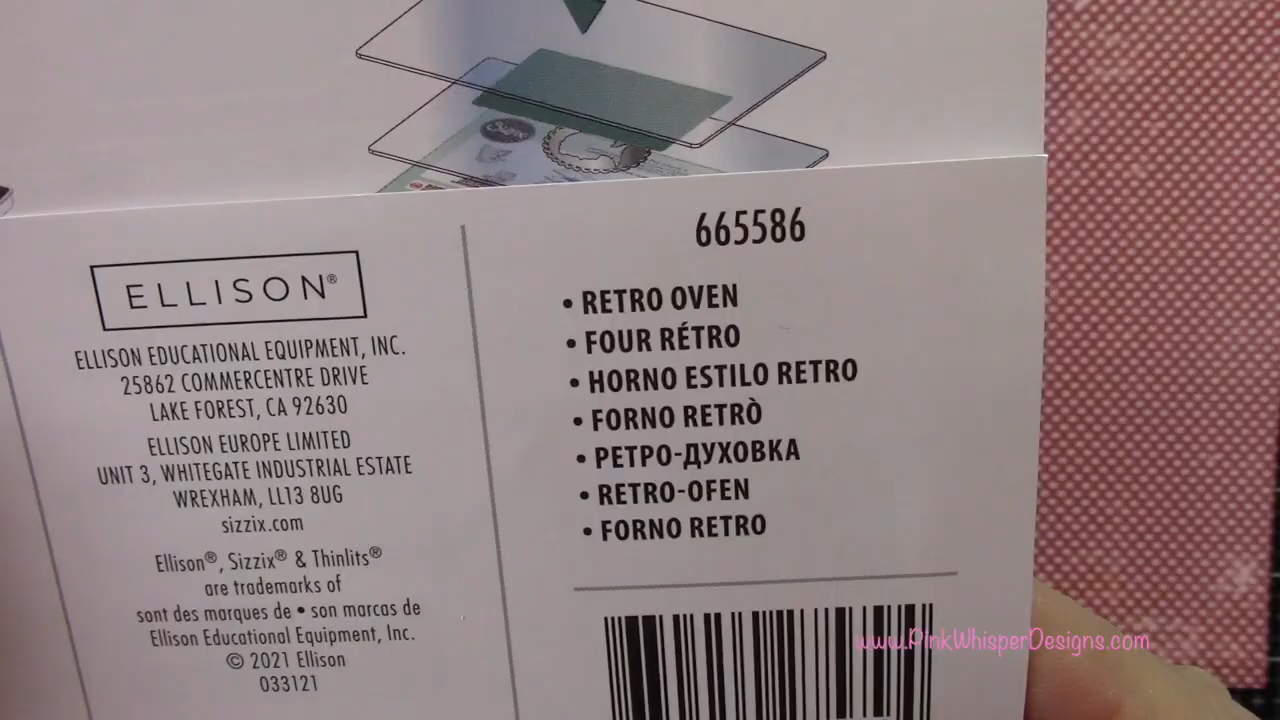 Sizzix
665586
ELLISON®
ELLISON EDUCATIONAL EQUIPMENT, INC.
25862 COMMERCENTRE DRIVE
LAKE FOREST, CA 92630
ELLISON EUROPE LIMITED
UNIT 3, WHITEGATE INDUSTRIAL ESTATE
WREXHAM, LL13 8UG
sizzix.com
Ellison®, Sizzix® & Thinlits®
are trademarks of
sont des marques de • son marcas de
Ellison Educational Equipment, Inc.
© 2021 Ellison
033121
• RETRO OVEN
• FOUR RÉTRO
• HORNO ESTILO RETRO
• FORNO RETRÒ
• РЕТРО-ДУХОВКА
• RETRO-OFEN
• FORNO RETRO
www.PinkWhisperDesigns.com